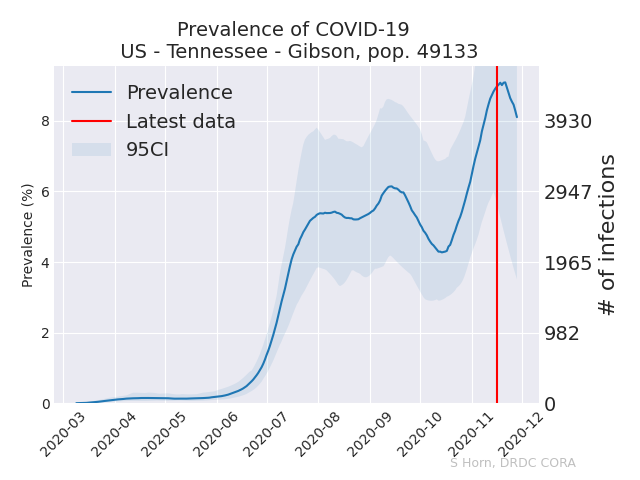 Prevalence of COVID-19
US - Tennessee - Gibson, pop. 49133
Prevalence
Latest data
95CI
Prevalence (%)
8
6
4
2
0
3930
2947
1965
982
0
# of infections
2020-03
2020-04
2020-05
2020-06
2020-07
2020-08
2020-09
2020-10
2020-11
2020-12
S Horn, DRDC CORA